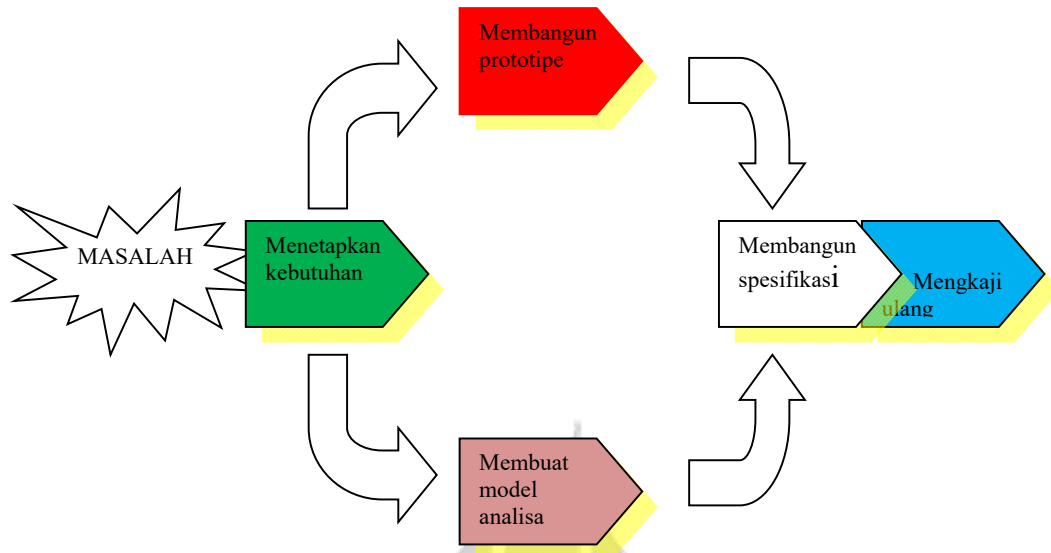 Membangun
prototipe
MASALAH
Menetapkan
kebutuhan
Membangun
spesifikasi
Mengkaji
ulang
Membuat
model
analisa